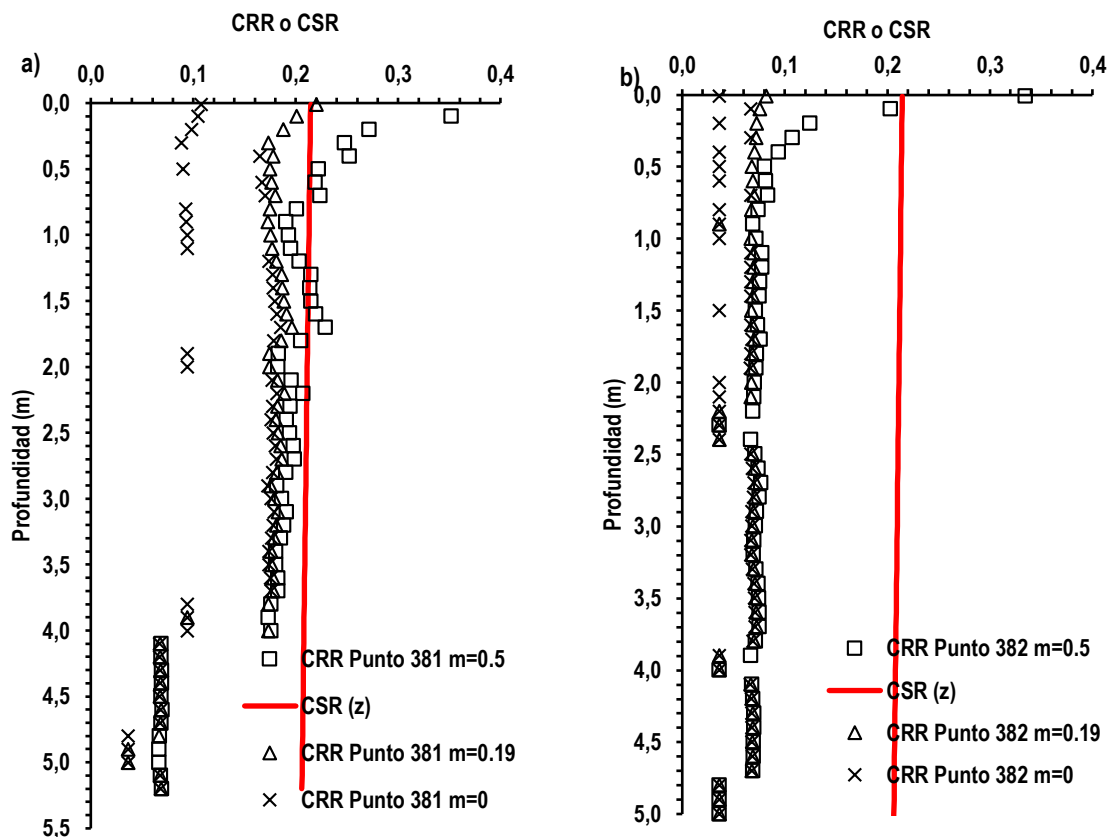 CRR o CSR
a)
0,0 0,1 0,2 0,3 0,4
0,0
0,5
1,0
1,5
2,0
2,5
3,0
3,5
4,0
4,5
5,0
5,5
Profundidad (m)
CRR Punto 381 m=0.5
CSR (z)
CRR Punto 381 m=0.19
CRR Punto 381 m=0
CRR o CSR
b)
0,0 0,1 0,2 0,3 0,4
0,0
0,5
1,0
1,5
2,0
2,5
3,0
3,5
4,0
4,5
5,0
Profundidad (m)
CRR Punto 382 m=0.5
CSR (z)
CRR Punto 382 m=0.19
CRR Punto 382 m=0